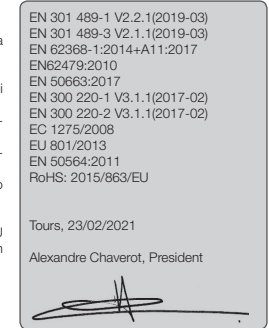 EN 301 489-1 V2.2.1(2019-03)
EN 301 489-3 V2.1.1(2019-03)
EN 62368-1:2014+A11:2017
EN62479:2010
EN 50663:2017
EN 300 220-1 V3.1.1(2017-02)
EN 300 220-2 V3.1.1(2017-02)
EC 1275/2008
EU 801/2013
EN 50564:2011
RoHS: 2015/863/EU
Tours, 23/02/2021
Alexandre Chaverot, President